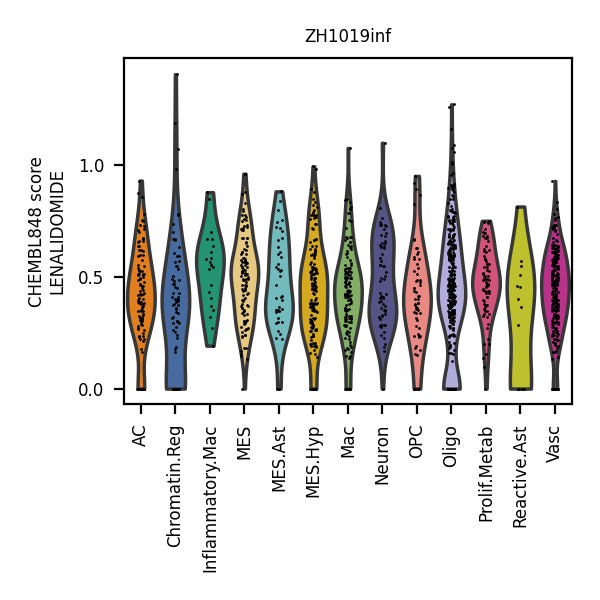 ZH1019inf
CHEMBL848 score
LENALIDOMIDE
1.0
0.5
0.0
AC
Chromatin.Reg
Inflammatory.Mac
MES
MES.Ast
MES.Hyp
Mac
Neuron
OPC
Oligo
Prolif.Metab
Reactive.Ast
Vasc